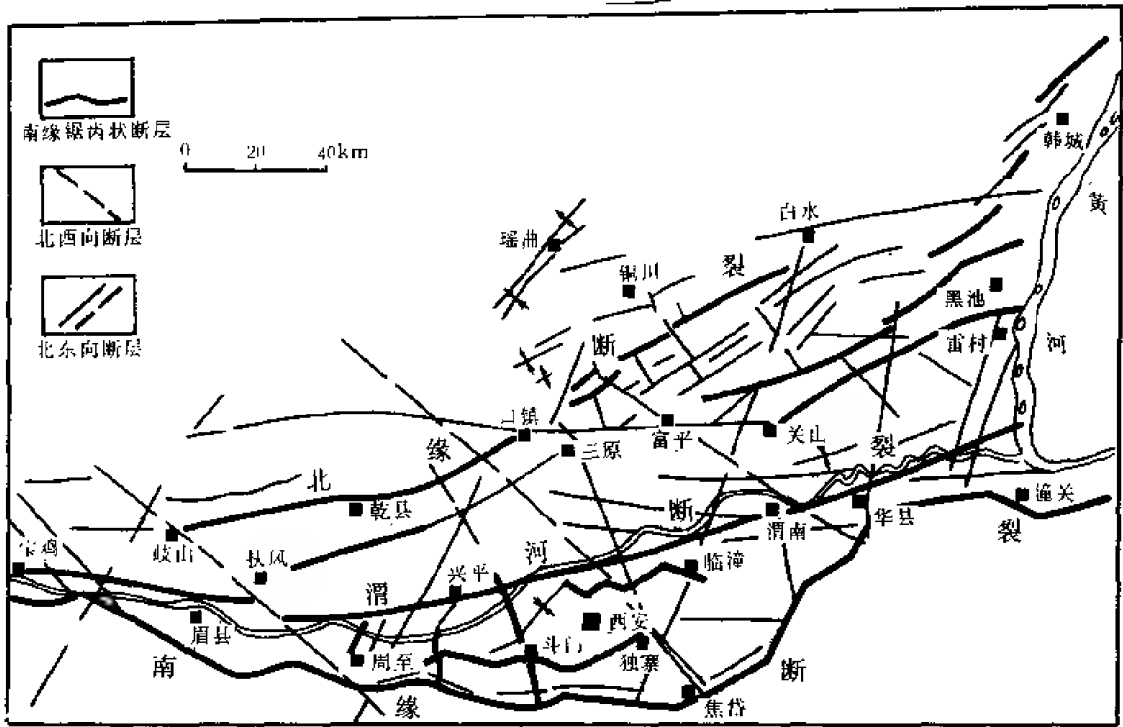 南缘锯齿状断层
北西向断层
北东向断层
0 20 40km
韩城
黄
白水
瑶曲
铜川
裂
黑池
雷村
河
断
口镇
缘
三原
富平
关山
裂
北
乾县
断
渭南
华县
潼关
裂
岐山
宝鸡
扶风
河
临潼
兴平
渭
眉县
西安
斗门
独寨
周至
南
断
缘
焦岱